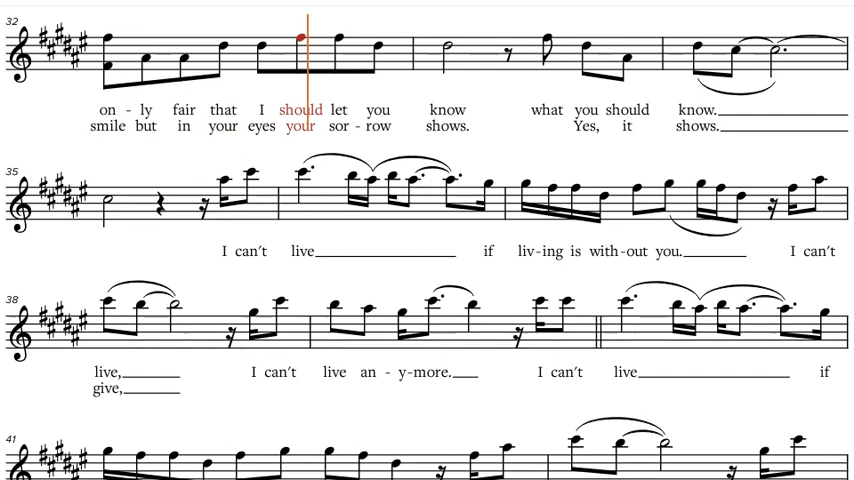 32
on - ly fair that I should let you know what you should know.
smile but in your eyes your sor - row shows. Yes, it shows.
35
I can't live if liv-ing is with-out you. I can't
38
live, I can't live an - y-more. I can't live if
give,
41